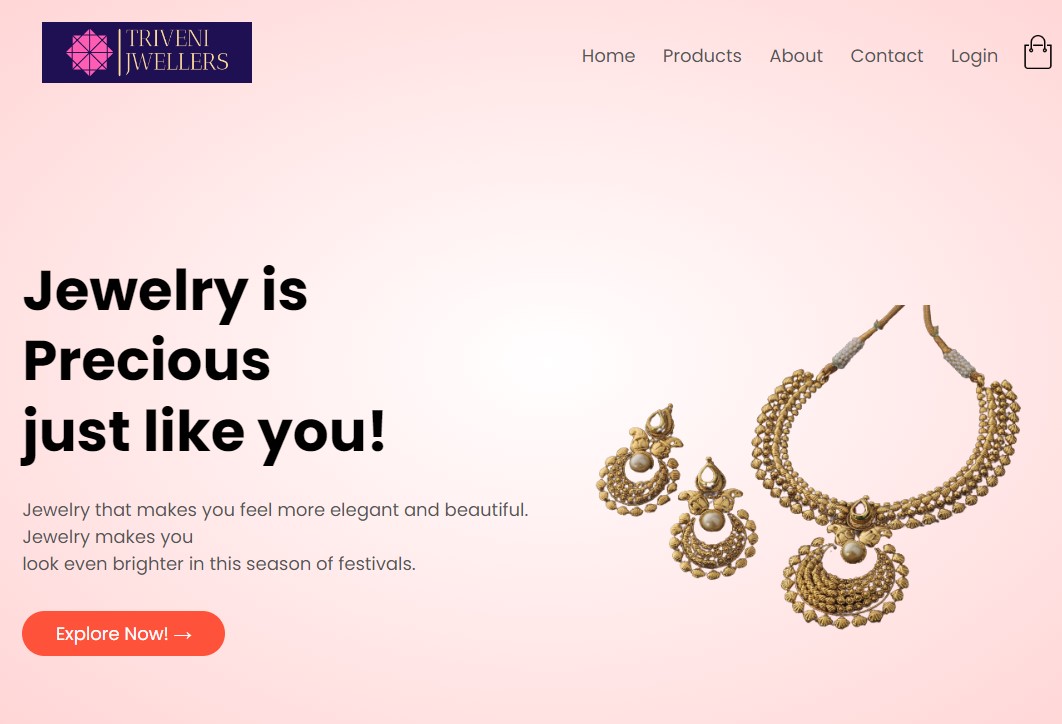 TRIVENI
JWELLERS
Home Products About Contact Login
Jewelry is
Precious
just like you!
Jewelry that makes you feel more elegant and beautiful.
Jewelry makes you
look even brighter in this season of festivals.
Explore Now! →